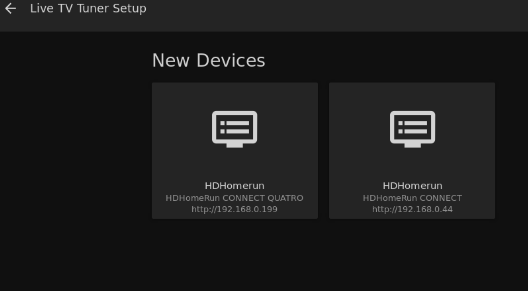 Live TV Tuner Setup
New Devices
HDHomerun
HDHomeRun CONNECT QUATRO
http://192.168.0.199
HDHomerun
HDHomeRun CONNECT
http://192.168.0.44